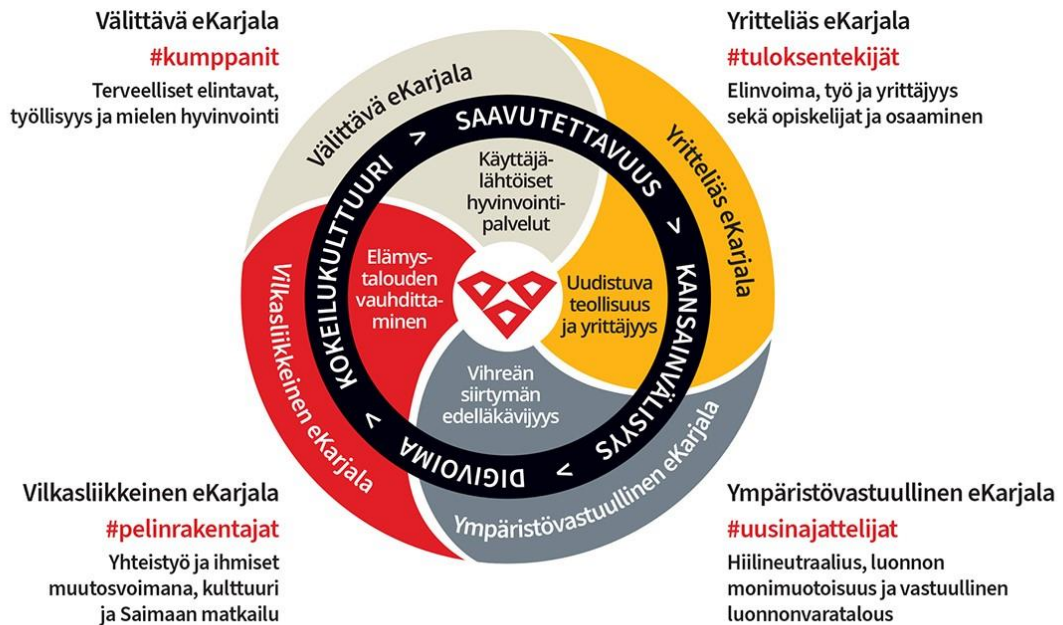 Välittävä eKarjala
#kumppanit
Terveelliset elintavat,
työllisyys ja mielen hyvinvointi
Yritteliäs eKarjala
#tuloksentekijät
Elinvoima, työ ja yrittäjyys
sekä opiskelijat ja osaaminen
Välittävä eKarjala
Yritteliäs eKarjala
Ympäristövastuullinen eKarjala
Vilkasliikkeinen eKarjala
SAAVUTETTAVUUS > KANSAINVÄLISYYS > DIGIVOIMA > KOKEILUKULTTUURI >
Käyttäjä-
lähtöiset
hyvinvointi-
palvelut
Elämys-
talouden
vauhditta-
minen
Uudistuva
teollisuus
ja yrittäjyys
Vihreän
siirtymän
edelläkävijyys
Vilkasliikkeinen eKarjala
#pelinrakentajat
Yhteistyö ja ihmiset
muutosvoimana, kulttuuri
ja Saimaan matkailu
Ympäristövastuullinen eKarjala
#uusinajattelijat
Hiilineutraalius, luonnon
monimuotoisuus ja vastuullinen
luonnonvaratalous